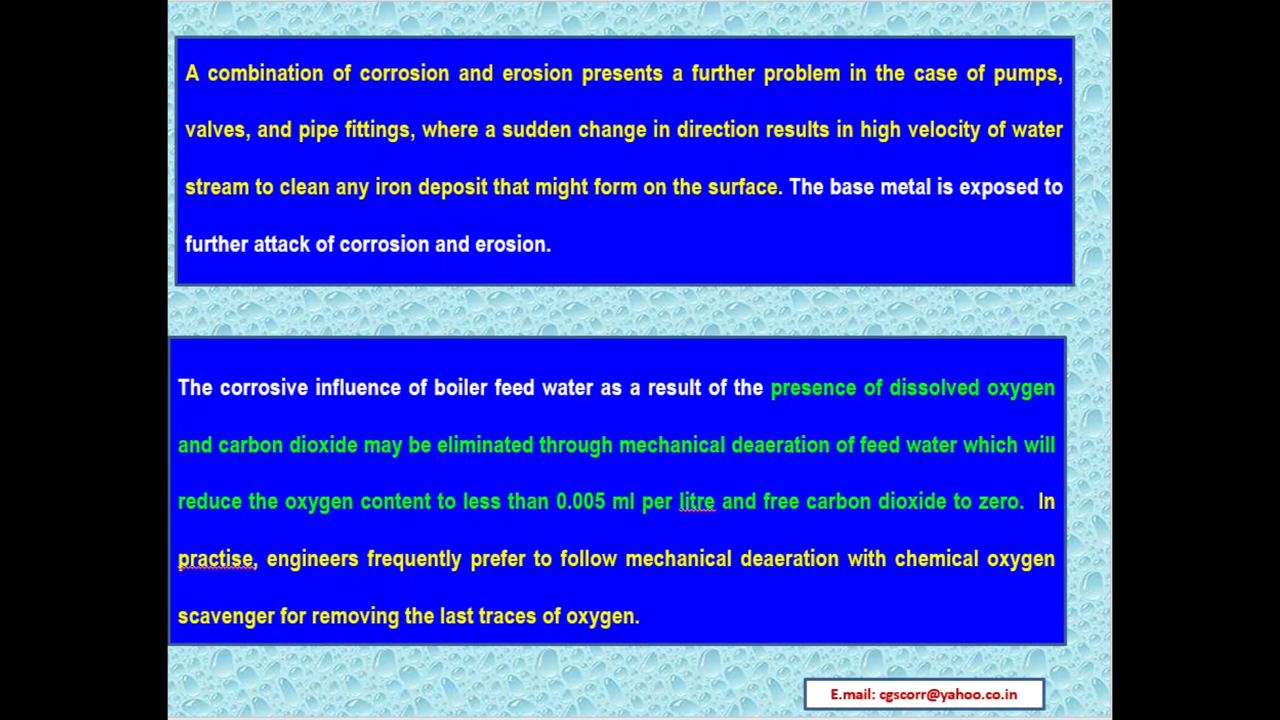 A combination of corrosion and erosion presents a further problem in the case of pumps,
valves, and pipe fittings, where a sudden change in direction results in high velocity of water
stream to clean any iron deposit that might form on the surface. The base metal is exposed to
further attack of corrosion and erosion.
The corrosive influence of boiler feed water as a result of the presence of dissolved oxygen
and carbon dioxide may be eliminated through mechanical deaeration of feed water which will
reduce the oxygen content to less than 0.005 ml per litre and free carbon dioxide to zero. In
practise, engineers frequently prefer to follow mechanical deaeration with chemical oxygen
scavenger for removing the last traces of oxygen.
E.mail: cgscorr@yahoo.co.in